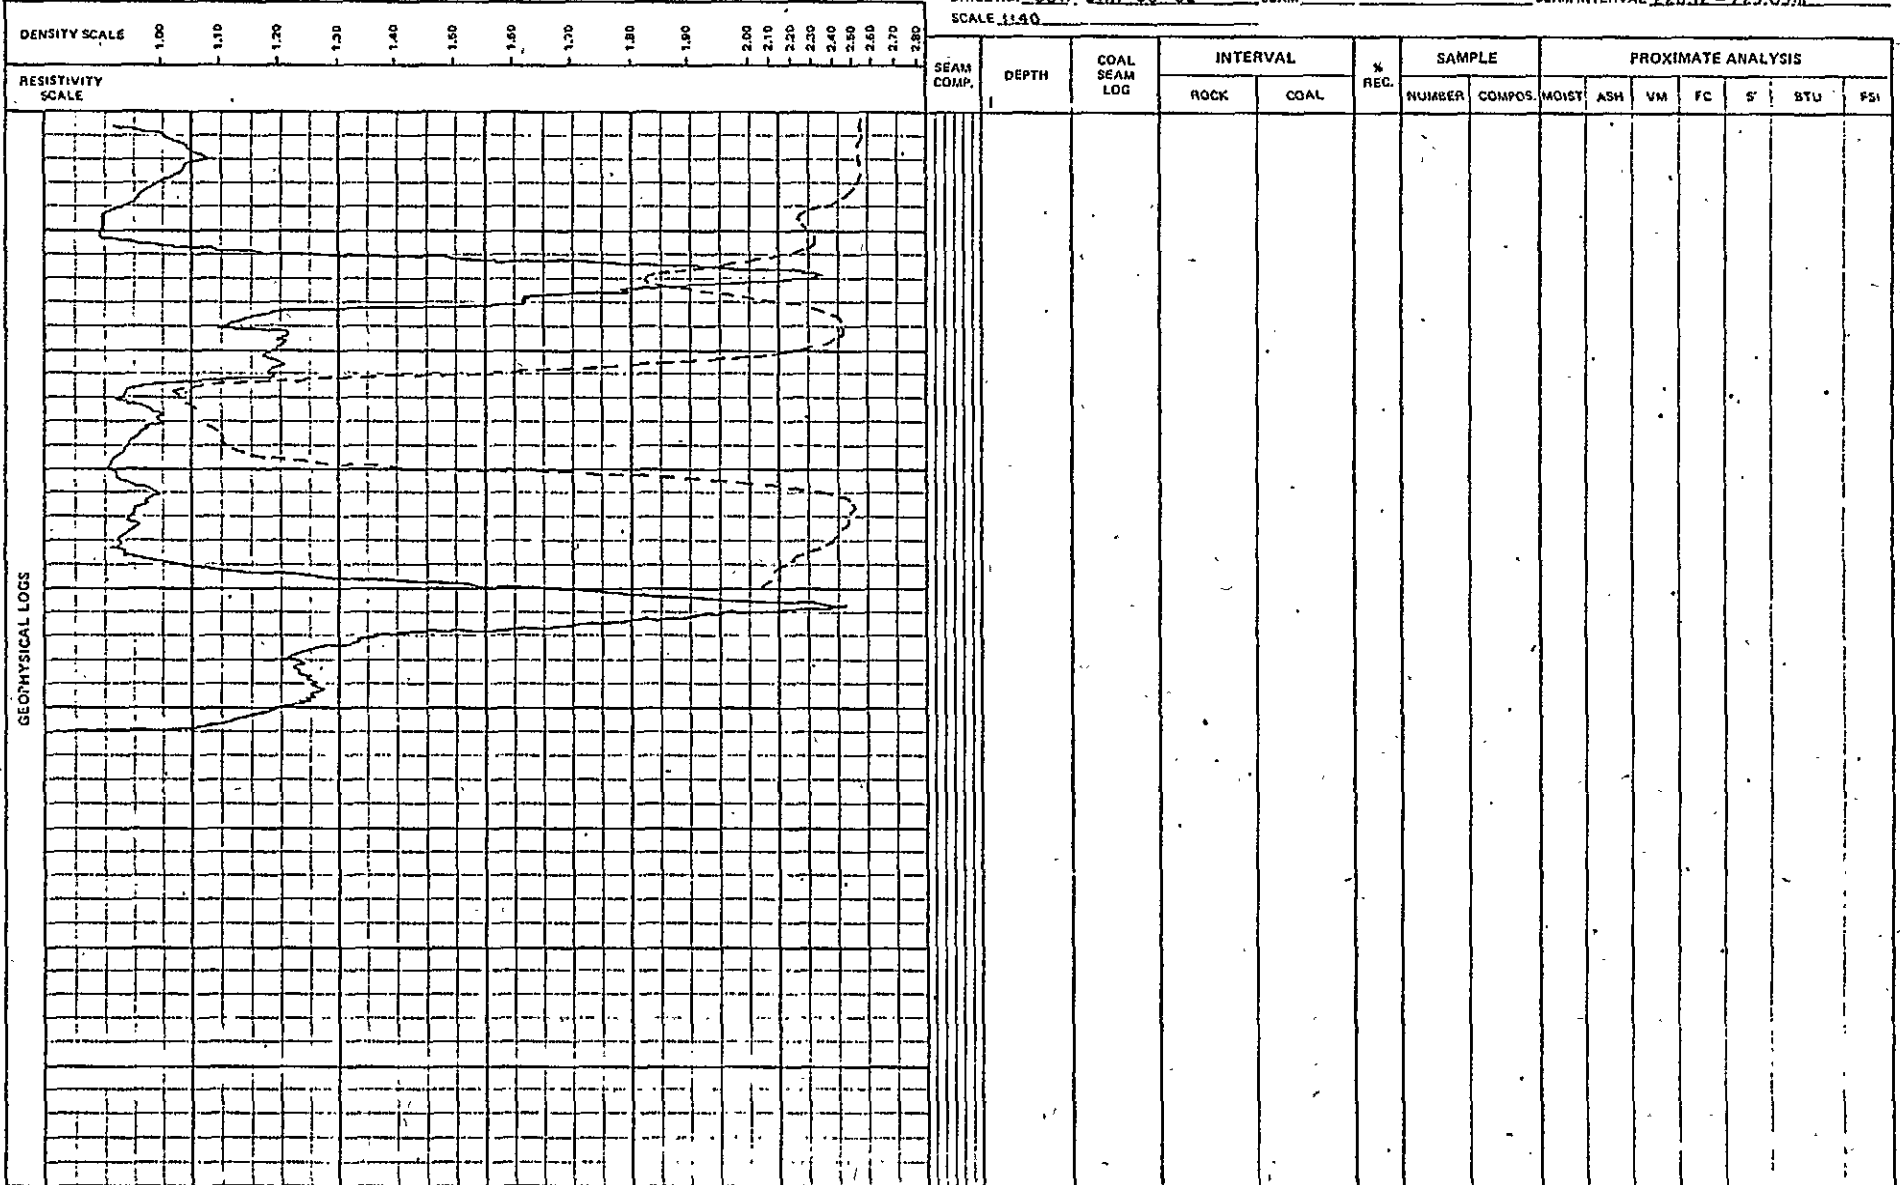 SCALE 1:40
DENSITY SCALE 1.00 1.10 1.20 1.30 1.40 1.50 1.60 1.70 1.80 1.90 2.00 2.10 2.20 2.30 2.40 2.50 2.60 2.70 2.80
RESISTIVITY SCALE
SEAM COMP.
DEPTH
COAL SEAM LOG
INTERVAL
ROCK COAL
% REC.
SAMPLE
NUMBER COMPOS.
PROXIMATE ANALYSIS
MOIST ASH VM FC S BTU FSI
GEOPHYSICAL LOGS